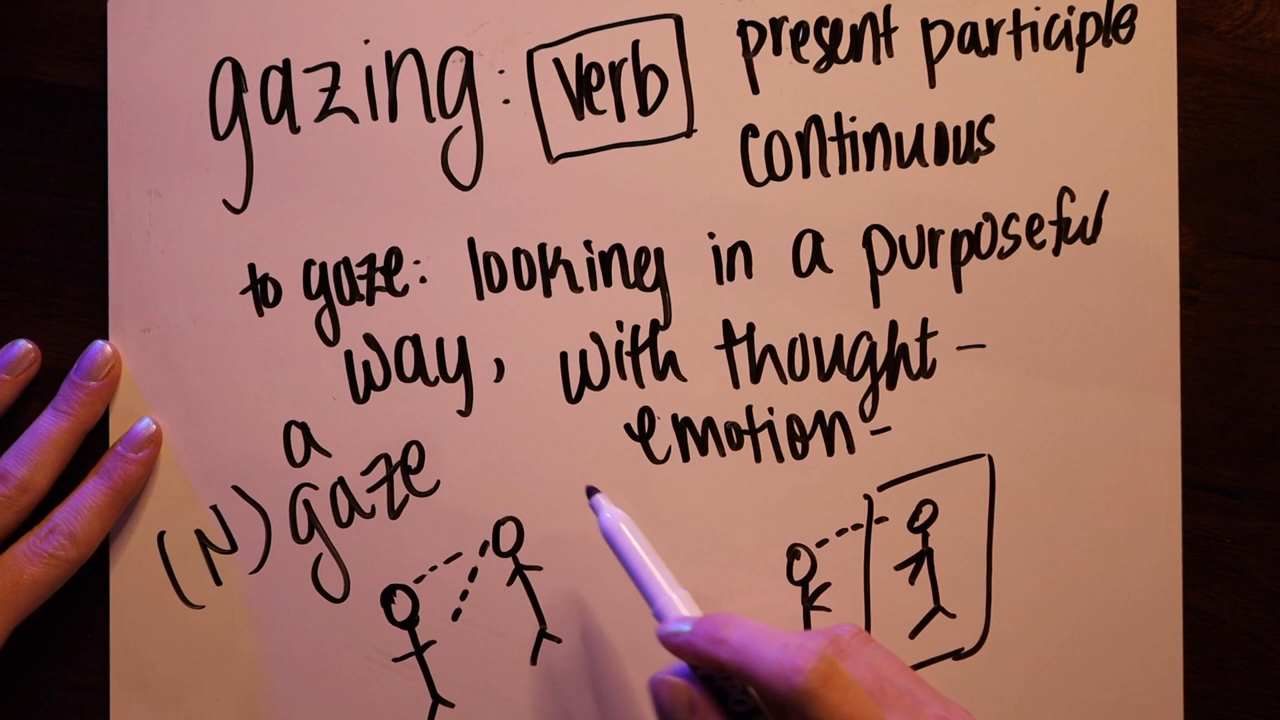 gazing: verb present participle
continuous
to gaze: looking in a purposeful
way, with thought -
emotion -
a
(N) gaze